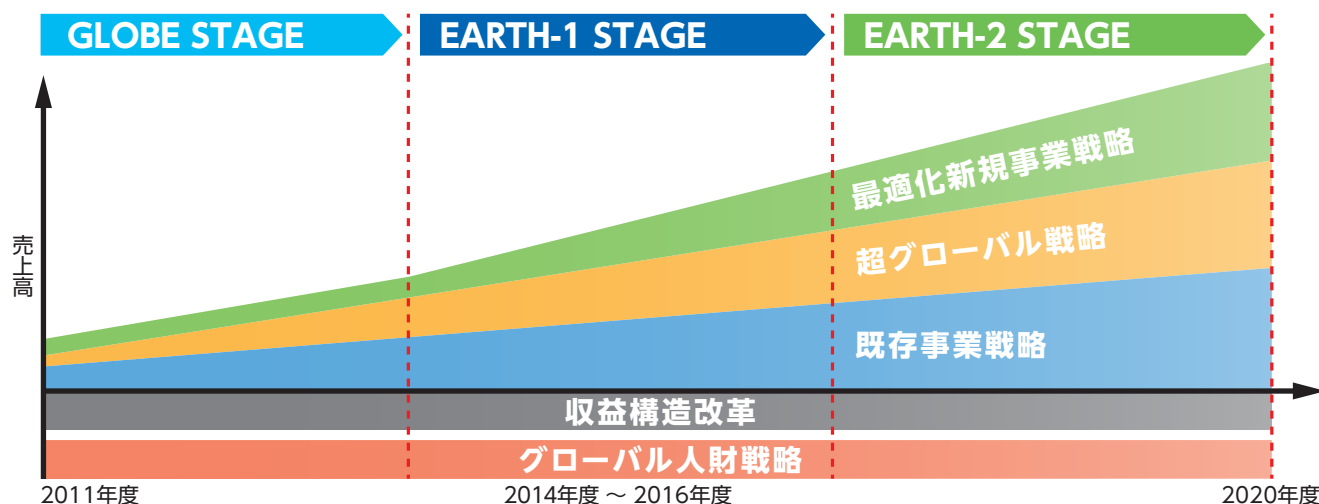 GLOBE STAGE
EARTH-1 STAGE
EARTH-2 STAGE
売上高
最適化新規事業戦略
超グローバル戦略
既存事業戦略
収益構造改革
グローバル人財戦略
2011年度
2014年度 ～ 2016年度
2020年度